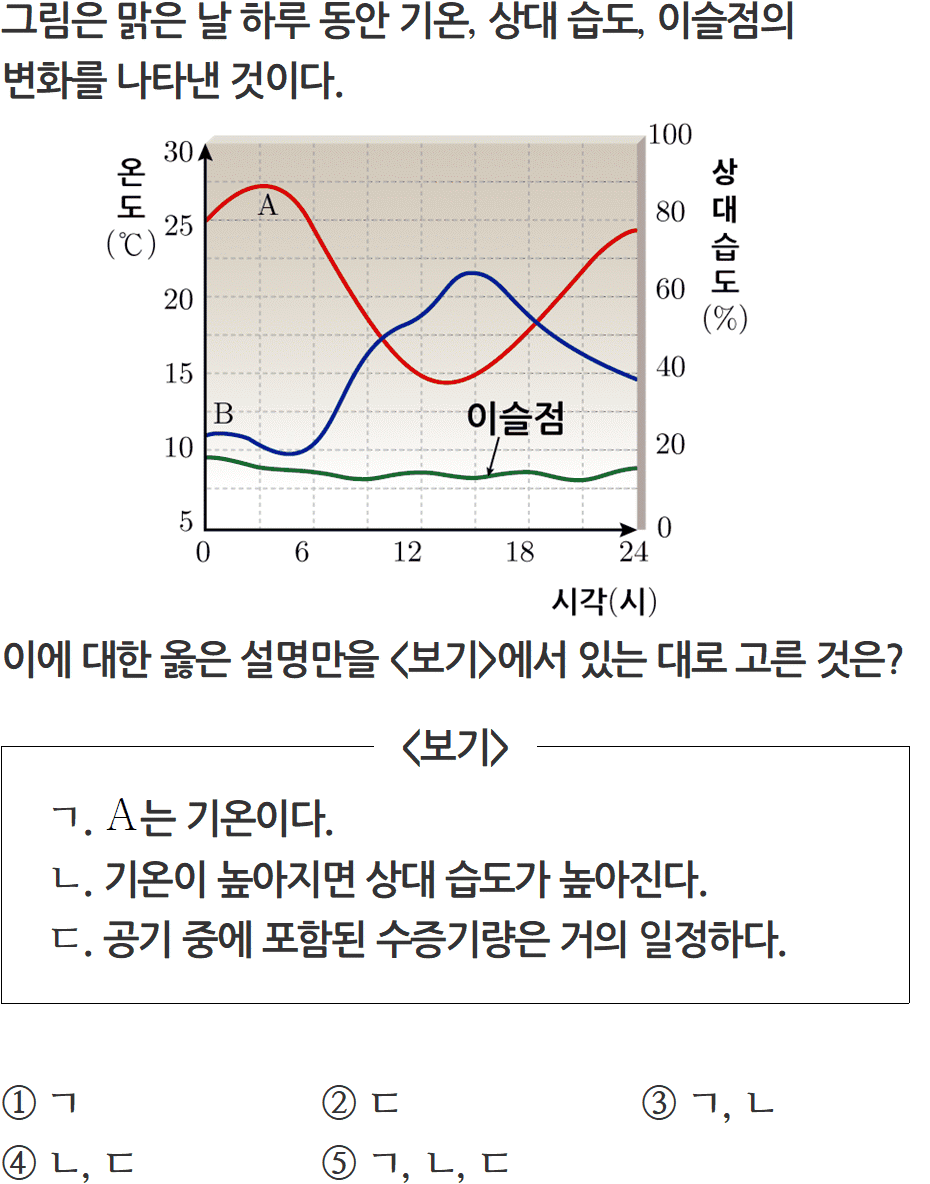 그림은 맑은 날 하루 동안 기온, 상대 습도, 이슬점의
변화를 나타낸 것이다.
온도(℃)
30
25
20
15
10
5
A
B
이슬점
100
80
60
40
20
0
상대습도(%)
0 6 12 18 24
시각(시)
이에 대한 옳은 설명만을 <보기>에서 있는 대로 고른 것은?
<보기>
ㄱ. A는 기온이다.
ㄴ. 기온이 높아지면 상대 습도가 높아진다.
ㄷ. 공기 중에 포함된 수증기량은 거의 일정하다.
① ㄱ ② ㄷ ③ ㄱ, ㄴ
④ ㄴ, ㄷ ⑤ ㄱ, ㄴ, ㄷ